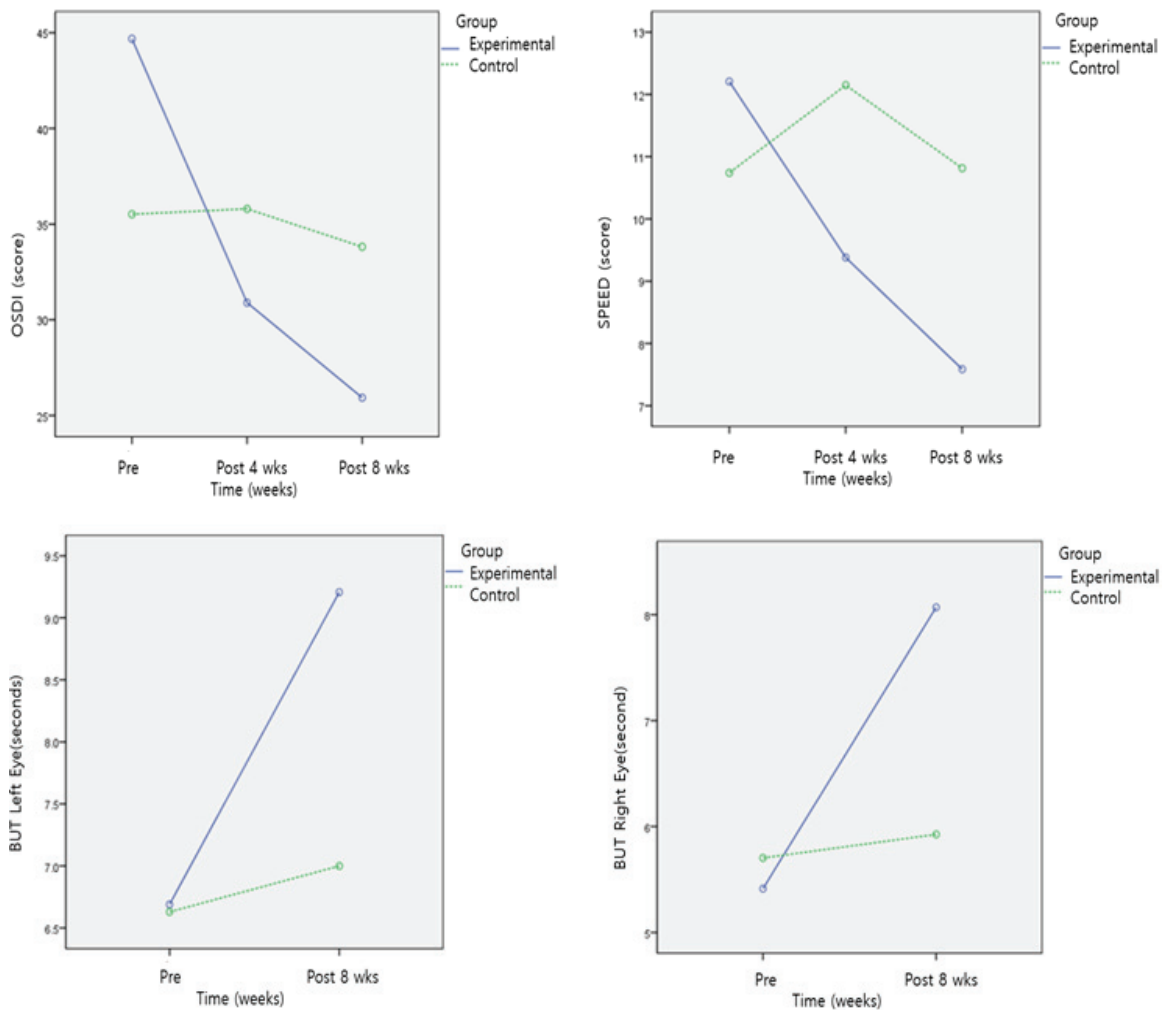 Group
Experimental
Control
45
40
35
30
25
OSDI (score)
Pre
Post 4 wks
Post 8 wks
Time (weeks)
Group
Experimental
Control
13
12
11
10
9
8
7
SPEED (score)
Pre
Post 4 wks
Post 8 wks
Time (weeks)
Group
Experimental
Control
9.5
9.0
8.5
8.0
7.5
7.0
6.5
BUT Left Eye(seconds)
Pre
Post 8 wks
Time (weeks)
Group
Experimental
Control
8
7
6
5
BUT Right Eye(second)
Pre
Post 8 wks
Time (weeks)